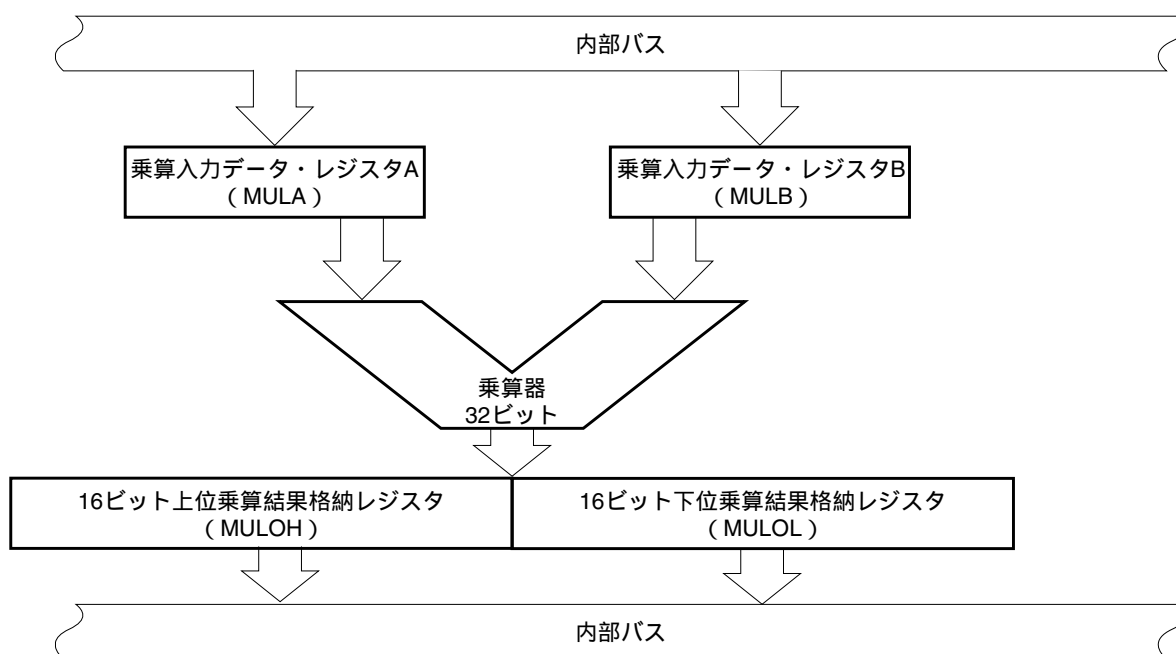 内部バス
乗算入力データ・レジスタA
（MULA）
乗算入力データ・レジスタB
（MULB）
乗算器
32ビット
16ビット上位乗算結果格納レジスタ
（MULOH）
16ビット下位乗算結果格納レジスタ
（MULOL）
内部バス